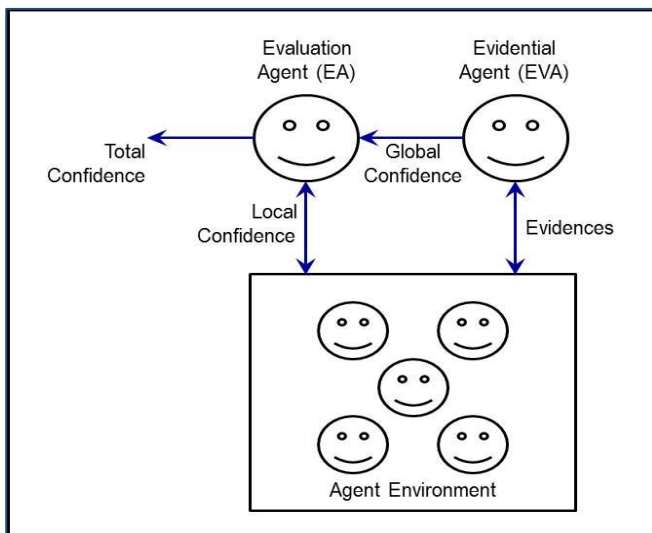 Evaluation
Agent (EA)
Evidential
Agent (EVA)
Total
Confidence
Global
Confidence
Local
Confidence
Evidences
Agent Environment